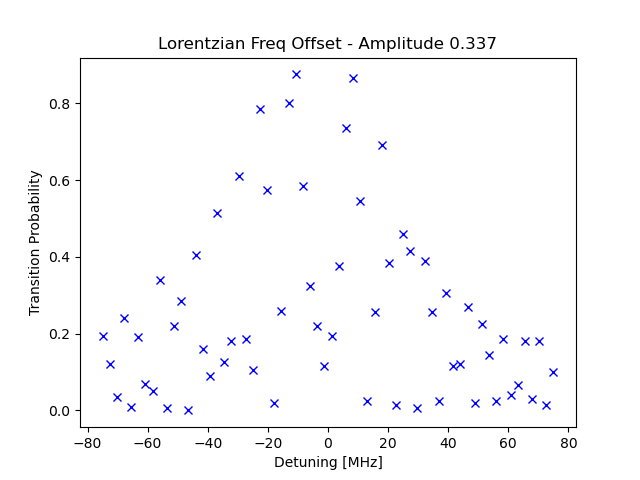 Lorentzian Freq Offset - Amplitude 0.337
Transition Probability
0.8
0.6
0.4
0.2
0.0
−80 −60 −40 −20 0 20 40 60 80
Detuning [MHz]